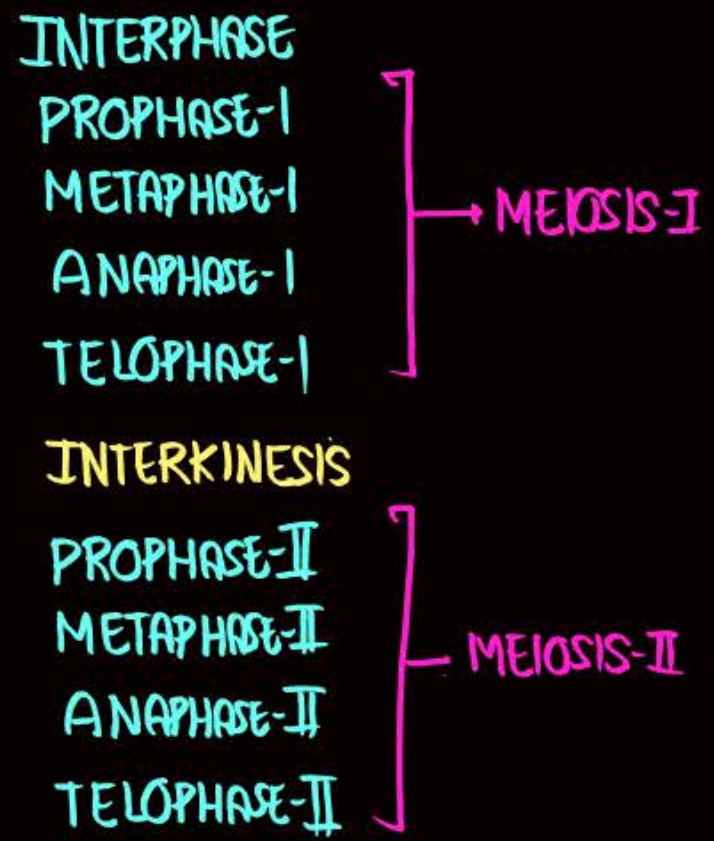 INTERPHASE
PROPHASE-I
METAPHASE-I
MEIOSIS-I
ANAPHASE-I
TELOPHASE-I
INTERKINESIS
PROPHASE-II
METAPHASE-II
MEIOSIS-II
ANAPHASE-II
TELOPHASE-II